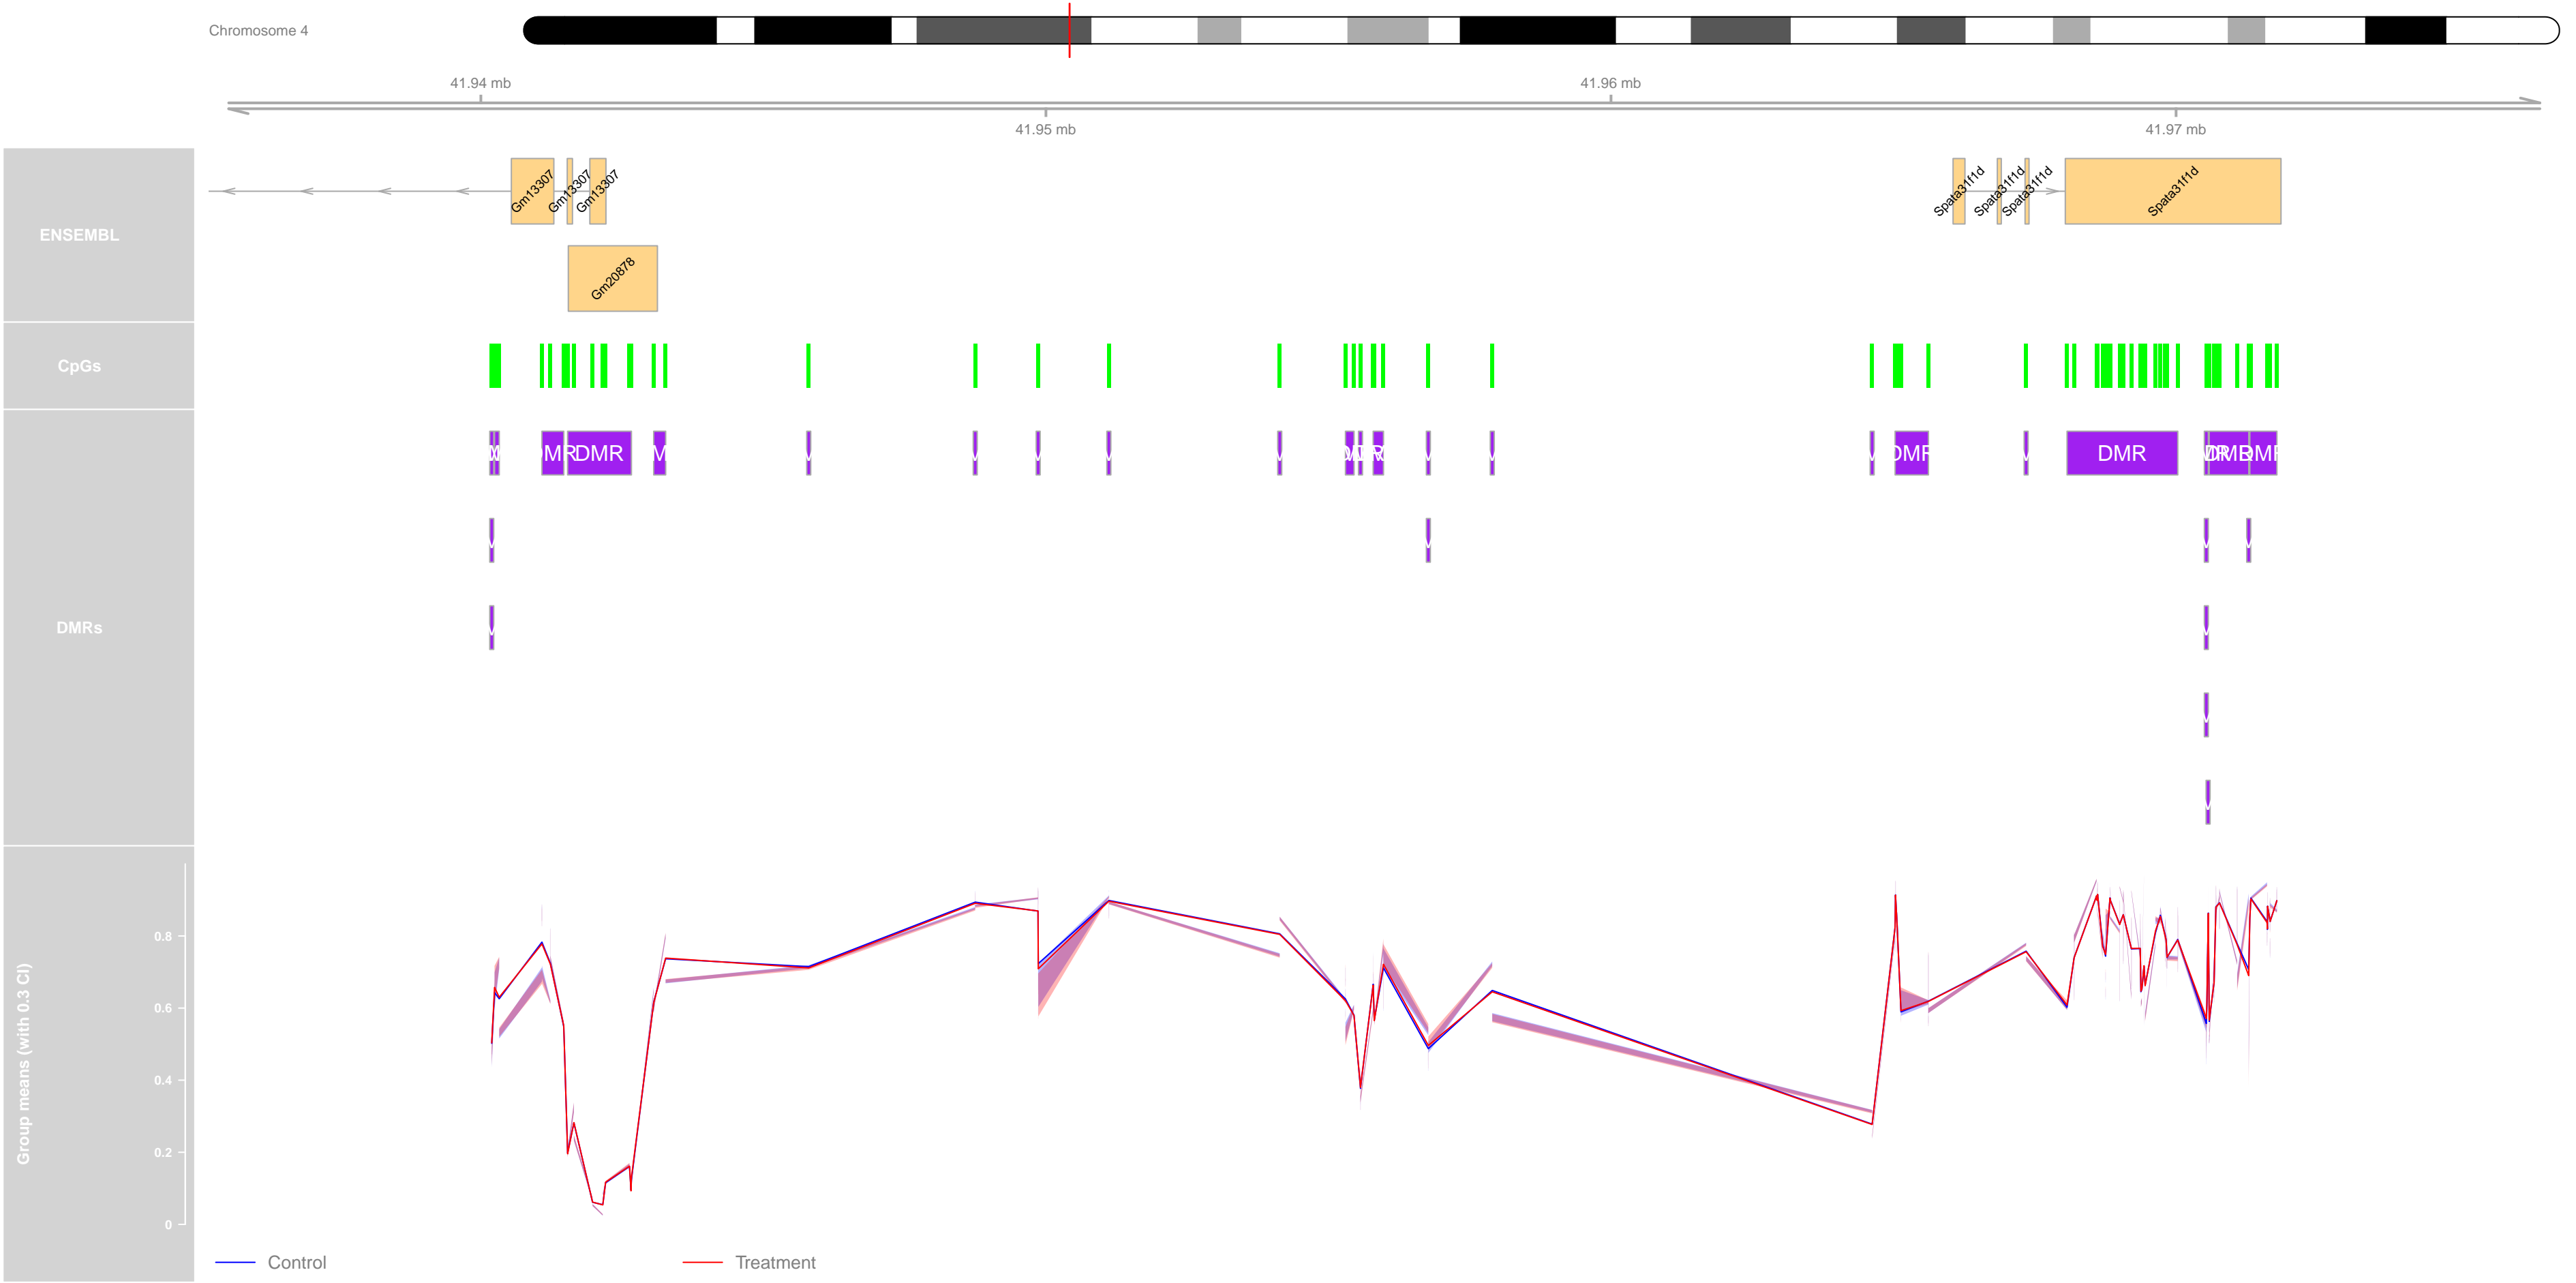 Chromosome 4
41.94 mb
41.96 mb
41.95 mb
41.97 mb
ENSEMBL
Gm13307
Gm13307
Gm13307
Spata31f1d
Spata31f1d
Spata31f1d
Spata31f1d
Gm20878
CpGs
DMRs
DMR
DMR
DMR
DMR
DMR
Group means (with 0.3 CI)
0.8
0.6
0.4
0.2
0
Control
Treatment